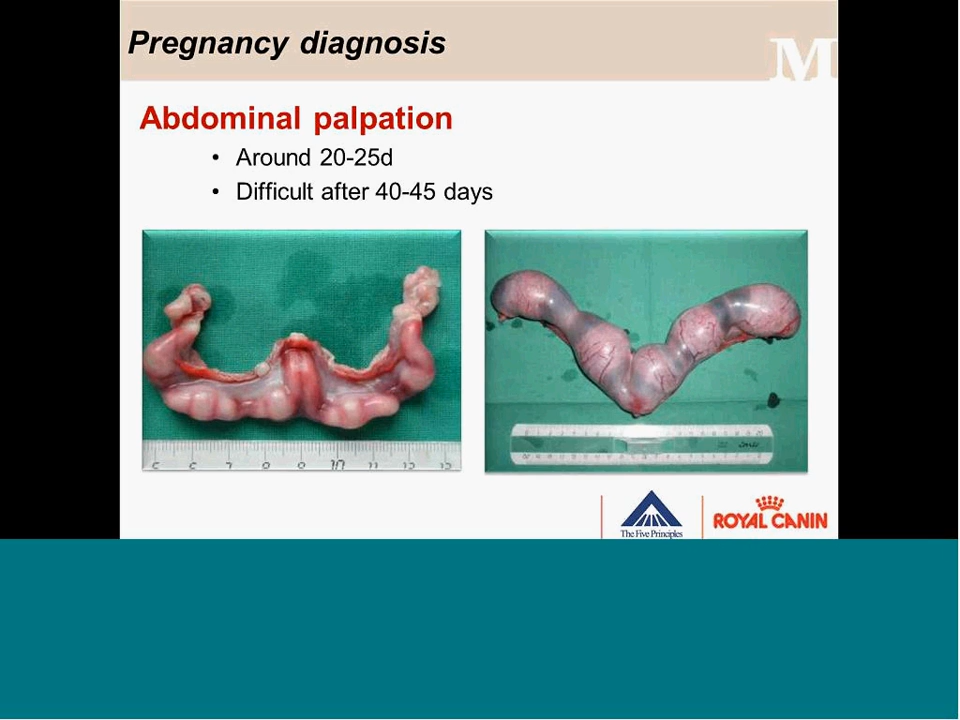 Pregnancy diagnosis
M
Abdominal palpation
• Around 20-25d
• Difficult after 40-45 days
The Five Principles
ROYAL CANIN